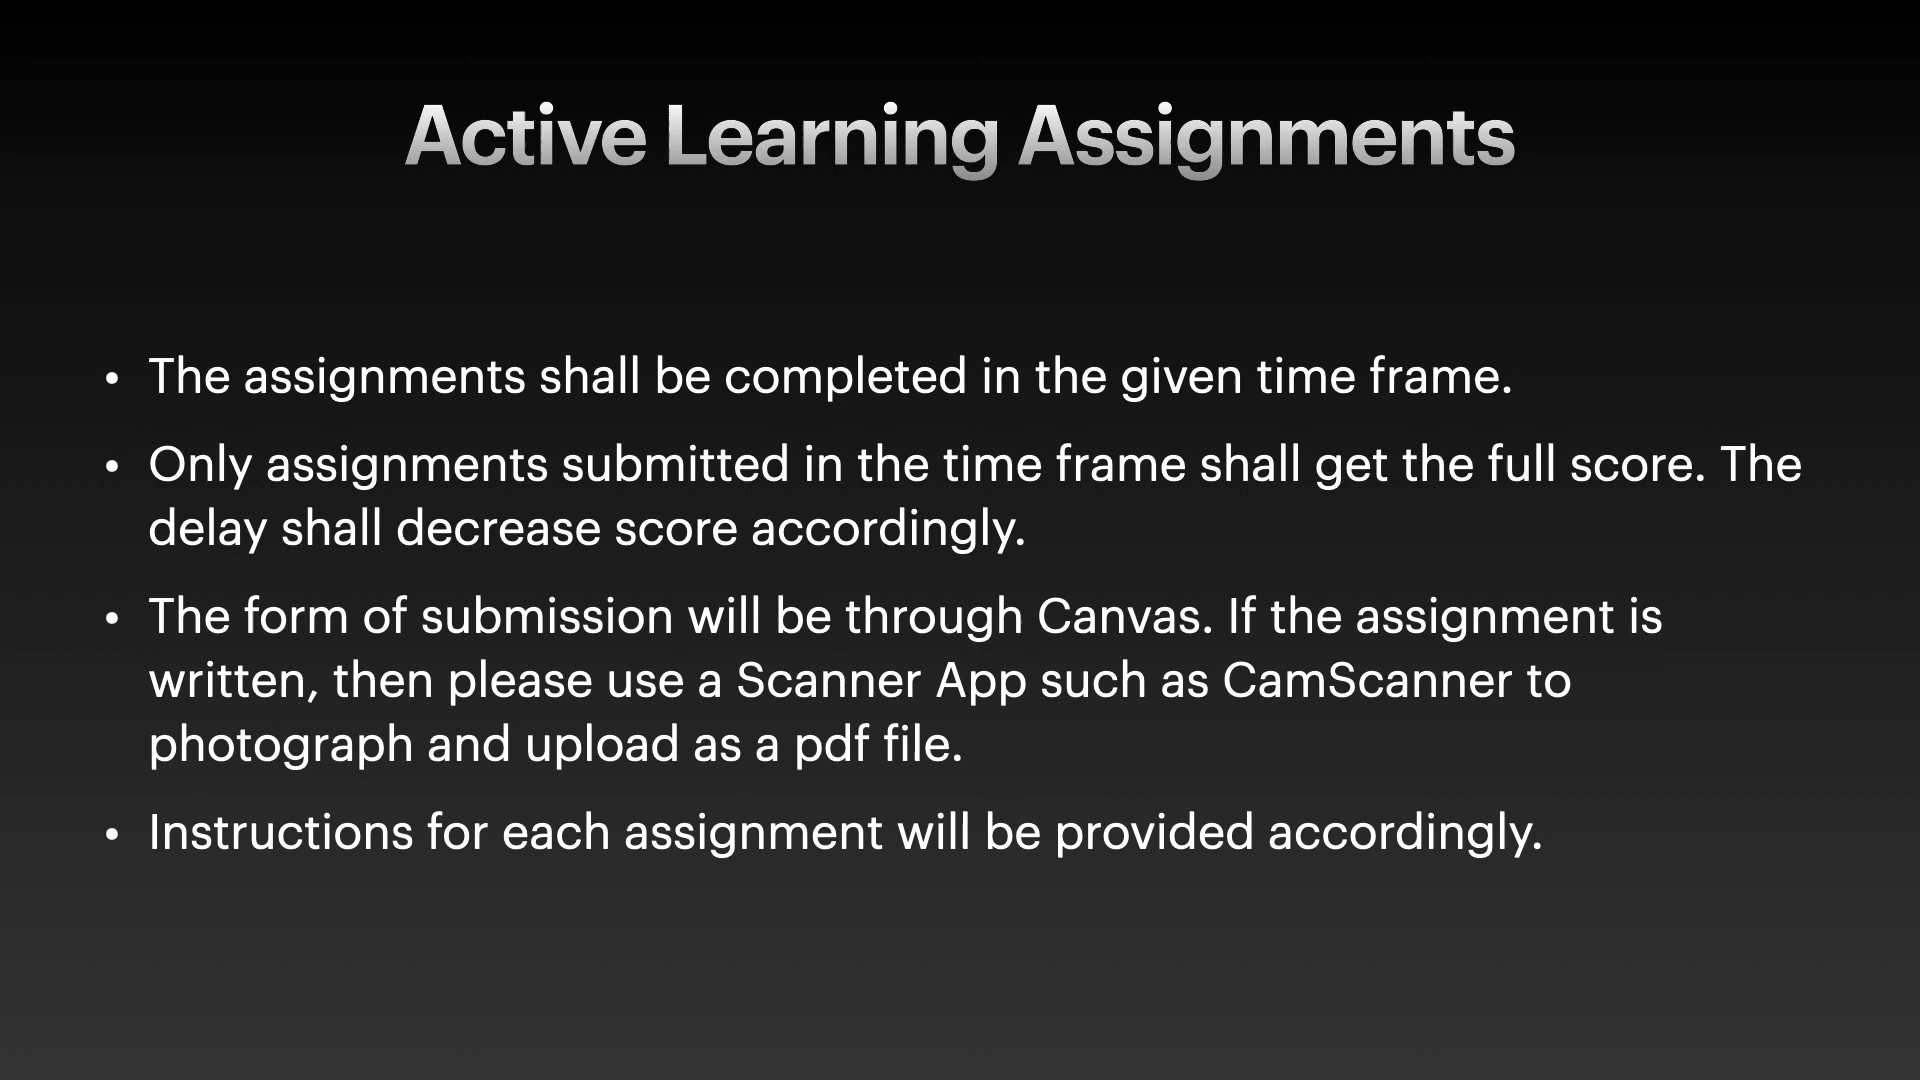 Active Learning Assignments
• The assignments shall be completed in the given time frame.
• Only assignments submitted in the time frame shall get the full score. The
delay shall decrease score accordingly.
• The form of submission will be through Canvas. If the assignment is
written, then please use a Scanner App such as CamScanner to
photograph and upload as a pdf file.
• Instructions for each assignment will be provided accordingly.